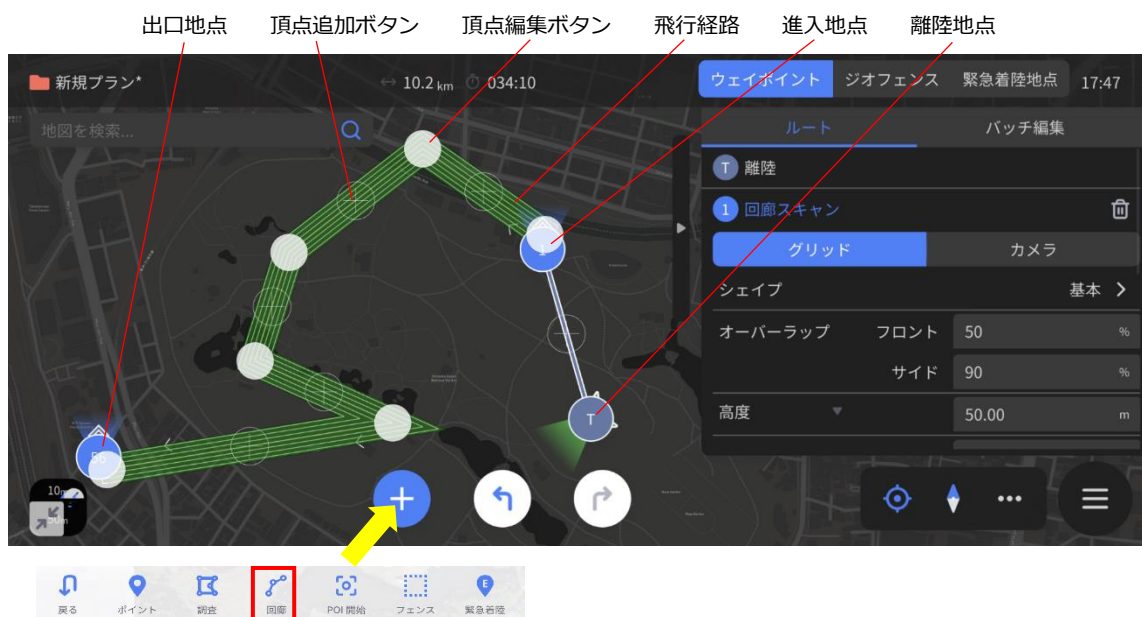 出口地点 頂点追加ボタン 頂点編集ボタン 飛行経路 進入地点 離陸地点
新規プラン* 10.2 km 034:10 ウェイポイント ジオフェンス 緊急着陸地点 17:47
地図を検索... ルート バッチ編集
T 離陸
1 回廊スキャン
グリッド カメラ
シェイプ 基本
オーバーラップ フロント 50 %
サイド 90 %
高度 50.00 m
1
T
56
10m
50m
戻る ポイント 調査 回廊 POI 開始 フェンス E 緊急着陸